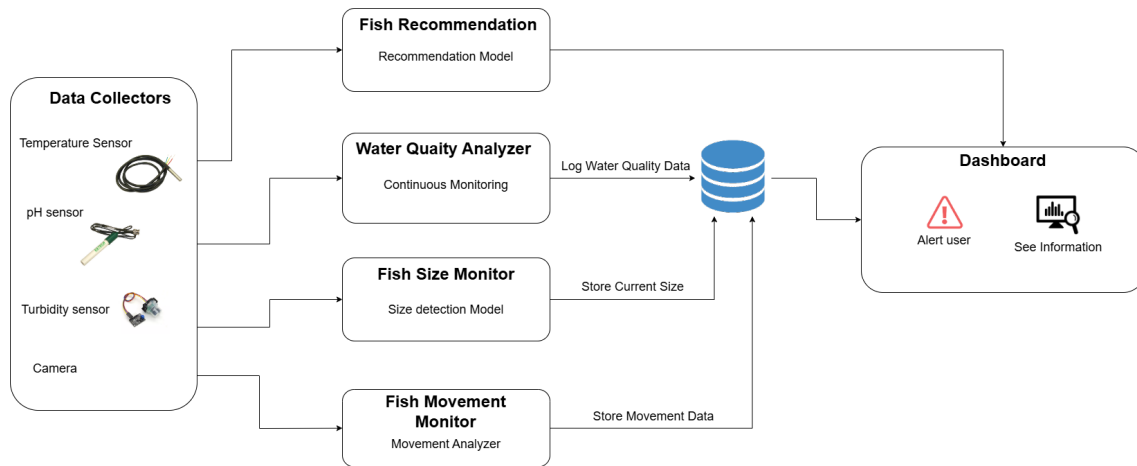 Fish Recommendation
Recommendation Model
Data Collectors
Temperature Sensor
pH sensor
Turbidity sensor
Camera
Water Quaity Analyzer
Continuous Monitoring
Log Water Quality Data
Fish Size Monitor
Size detection Model
Store Current Size
Fish Movement
Monitor
Movement Analyzer
Store Movement Data
Dashboard
Alert user
See Information